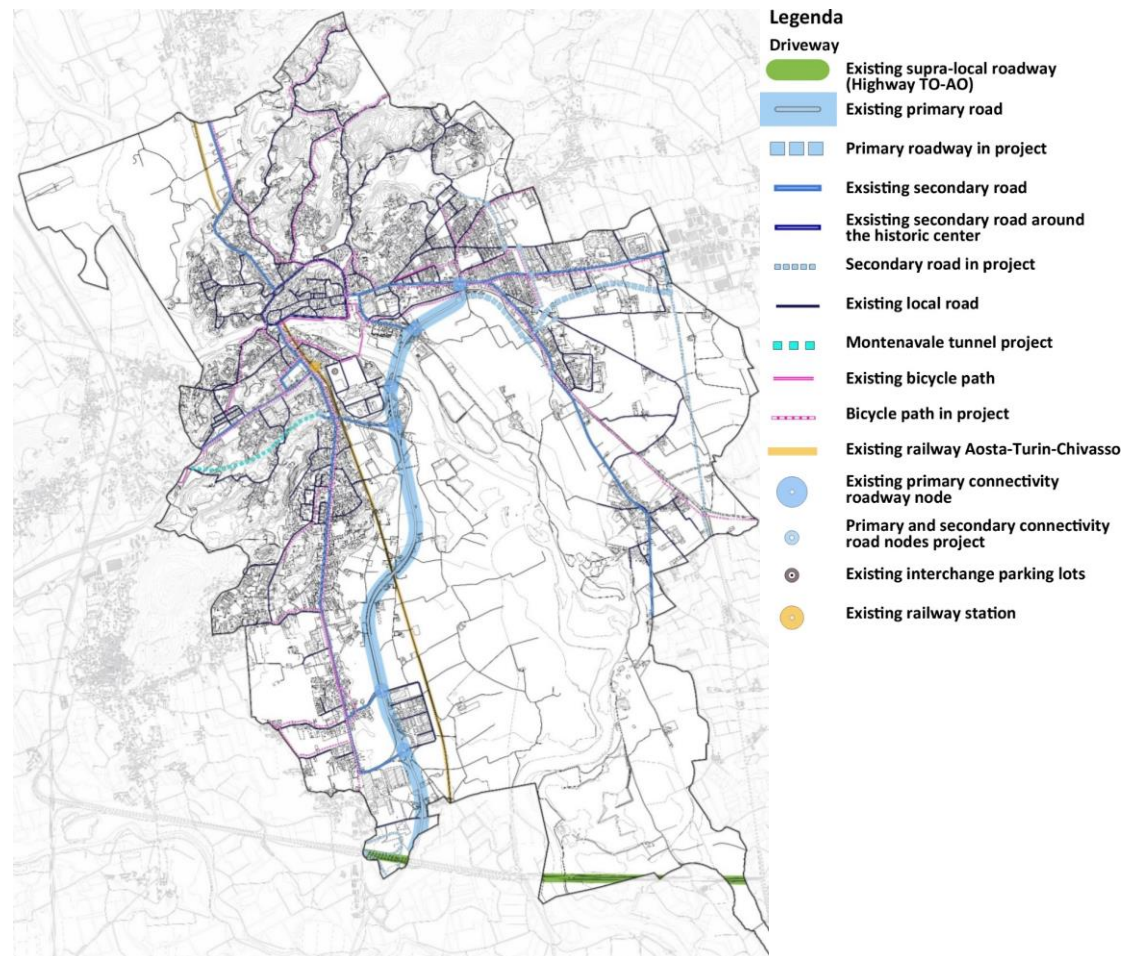 Legenda
Driveway
Existing supra-local roadway
(Highway TO-AO)
Existing primary road
Primary roadway in project
Exsisting secondary road
Exsisting secondary road around
the historic center
Secondary road in project
Existing local road
Montenavale tunnel project
Existing bicycle path
Bicycle path in project
Existing railway Aosta-Turin-Chivasso
Existing primary connectivity
roadway node
Primary and secondary connectivity
road nodes project
Existing interchange parking lots
Existing railway station